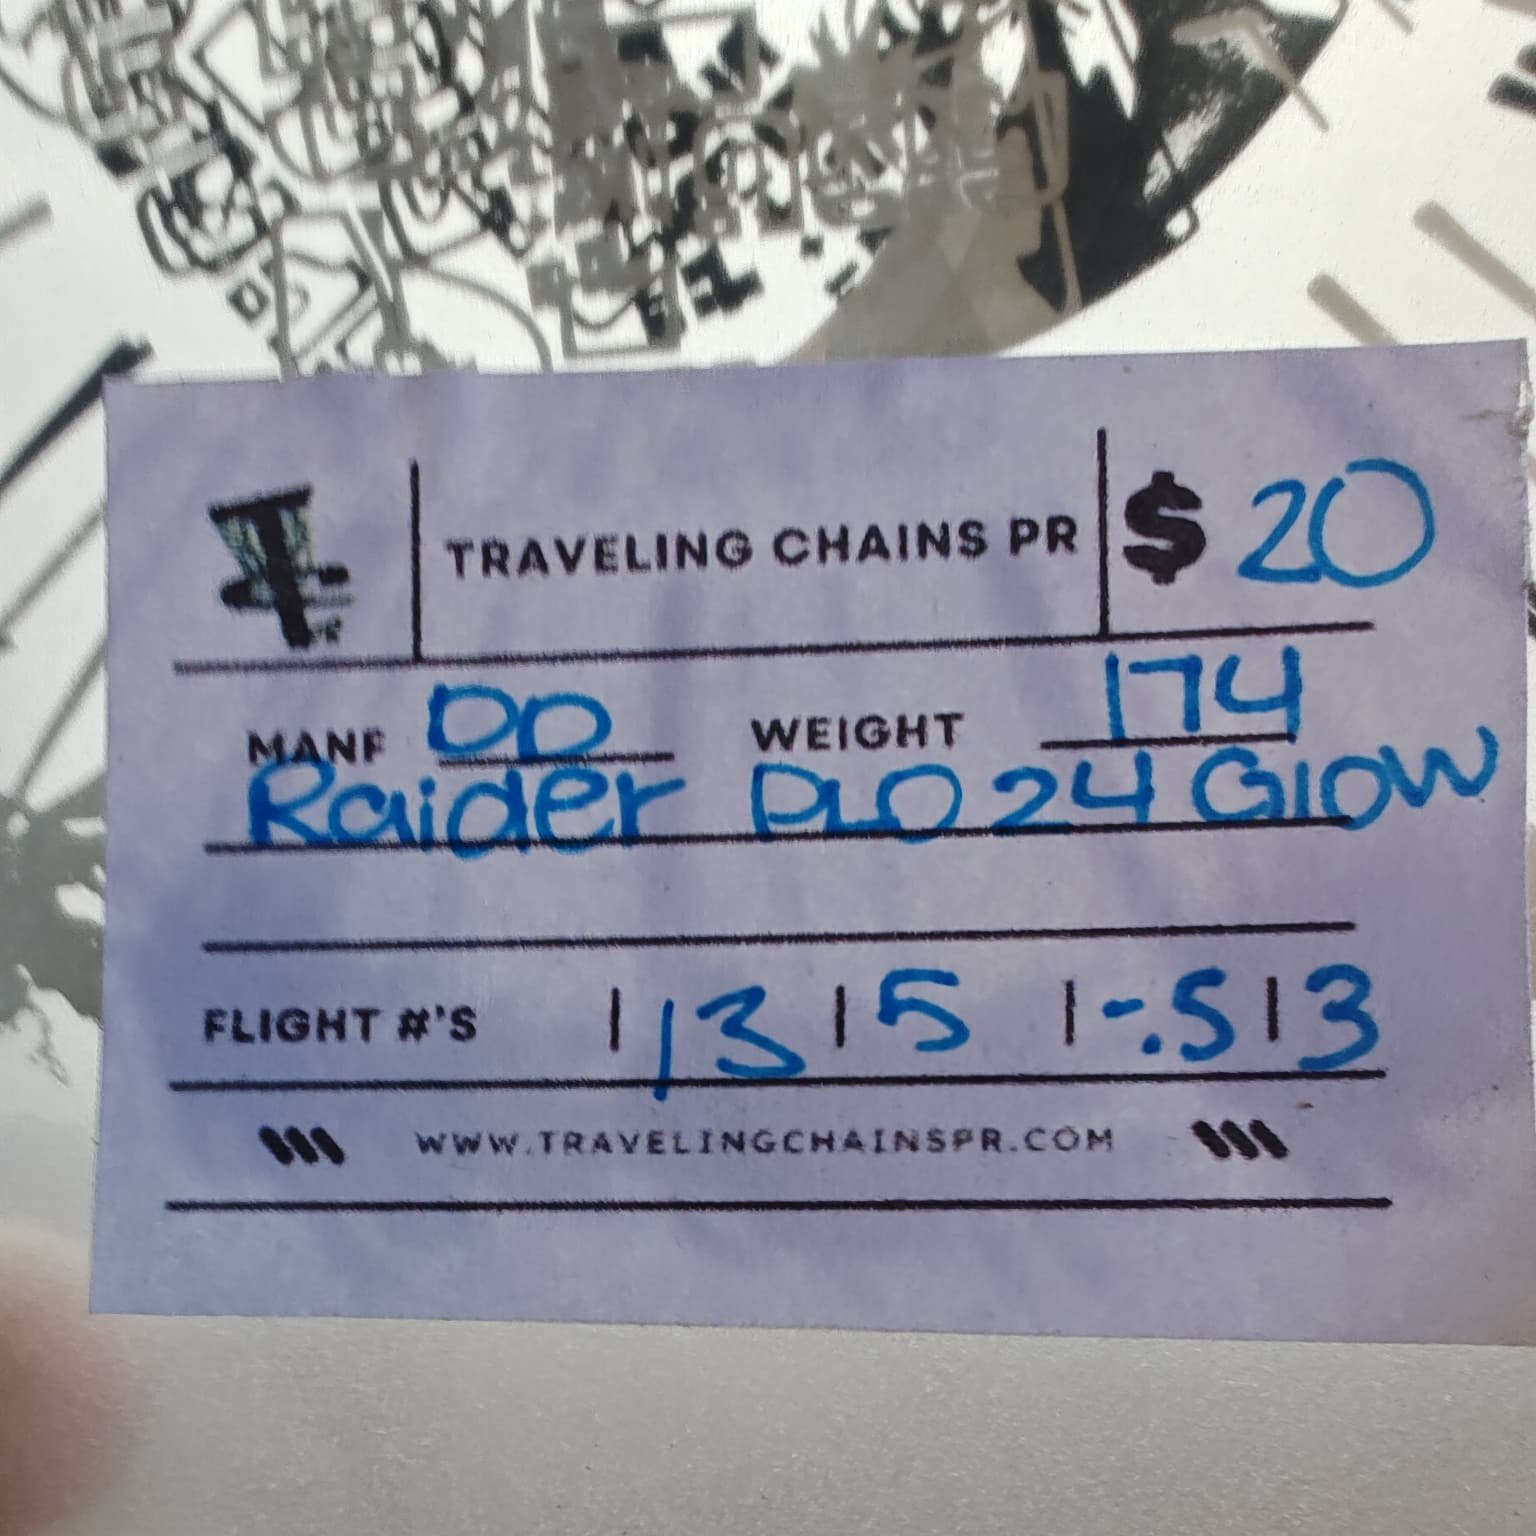 TRAVELING CHAINS PR $ 20
MANF DD WEIGHT 174
Raider DLO 24 Glow
FLIGHT #'S | 13 | 5 | -.5 | 3
WWW.TRAVELINGCHAINSPR.COM